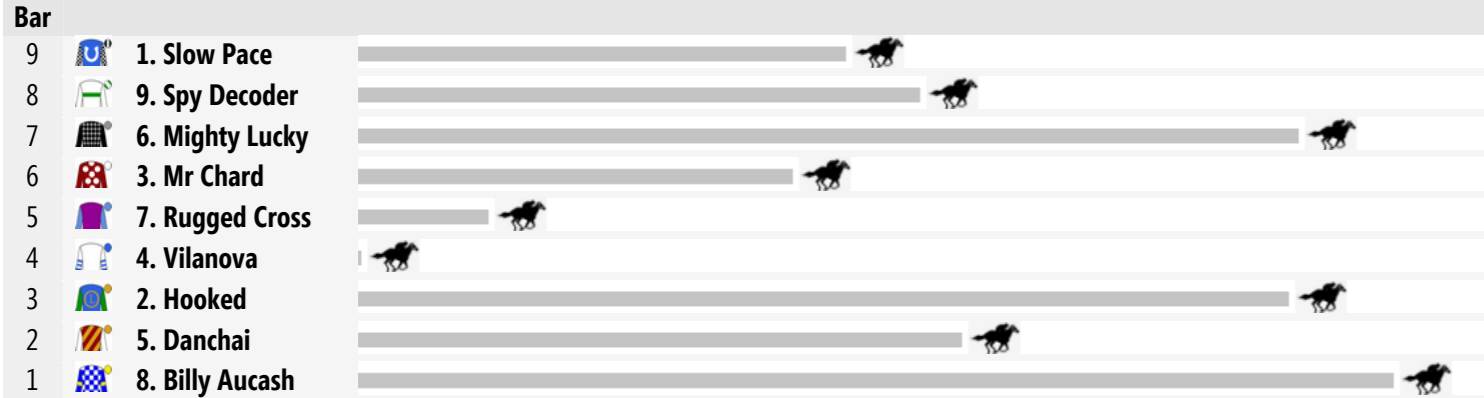 Bar
9 1. Slow Pace
8 9. Spy Decoder
7 6. Mighty Lucky
6 3. Mr Chard
5 7. Rugged Cross
4 4. Vilanova
3 2. Hooked
2 5. Danchai
1 8. Billy Aucash